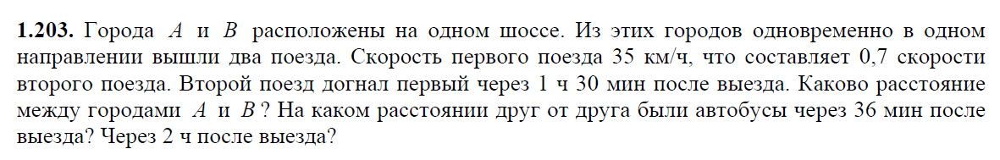 1.203. Города A и B расположены на одном шоссе. Из этих городов одновременно в одном
направлении вышли два поезда. Скорость первого поезда 35 км/ч, что составляет 0,7 скорости
второго поезда. Второй поезд догнал первый через 1 ч 30 мин после выезда. Каково расстояние
между городами A и B? На каком расстоянии друг от друга были автобусы через 36 мин после
выезда? Через 2 ч после выезда?